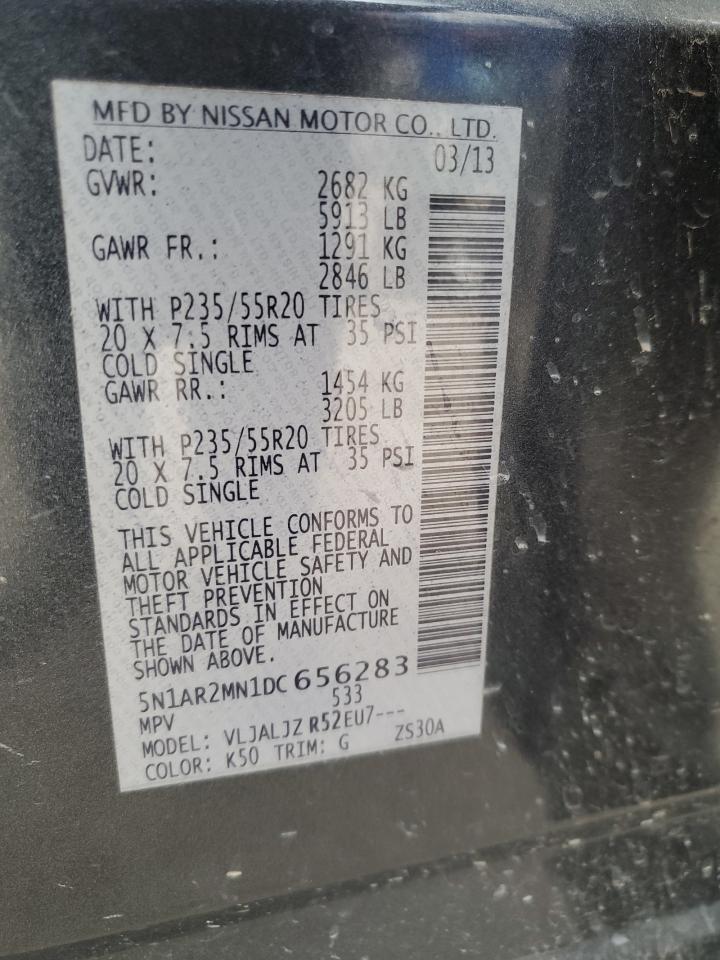 MFD BY NISSAN MOTOR CO., LTD.
DATE: 03/13
GVWR: 2682 KG
5913 LB
GAWR FR.: 1291 KG
2846 LB
WITH P235/55R20 TIRES
20 X 7.5 RIMS AT 35 PSI
COLD SINGLE
GAWR RR.: 1454 KG
3205 LB
WITH P235/55R20 TIRES
20 X 7.5 RIMS AT 35 PSI
COLD SINGLE
THIS VEHICLE CONFORMS TO
ALL APPLICABLE FEDERAL
MOTOR VEHICLE SAFETY AND
THEFT PREVENTION
STANDARDS IN EFFECT ON
THE DATE OF MANUFACTURE
SHOWN ABOVE.
5N1AR2MN1DC656283
MPV 533
MODEL: VLJALJZ R52EU7---
COLOR: K50 TRIM: G ZS30A